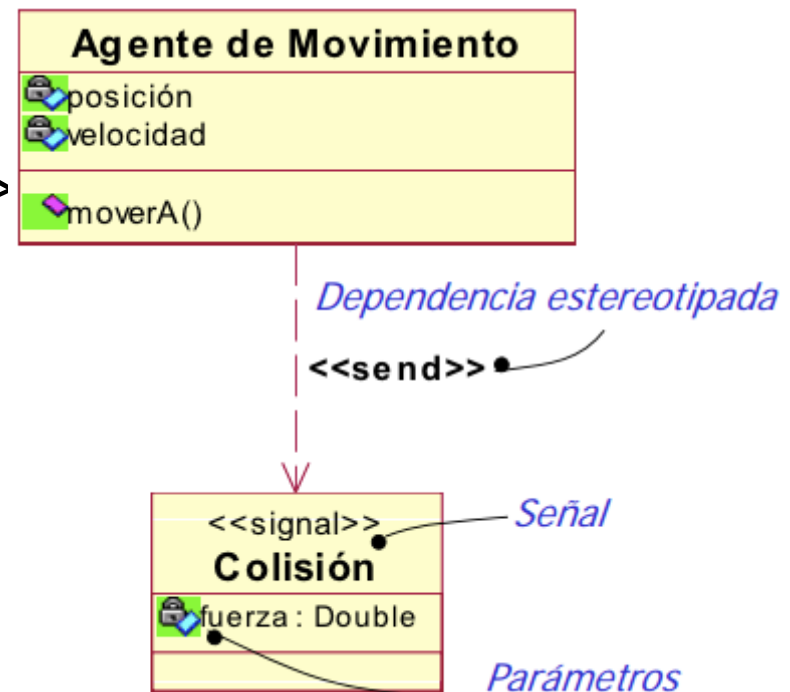 Agente de Movimiento
posición
velocidad
>
moverA()
Dependencia estereotipada
<<send>>
<<signal>>
Señal
Colisión
fuerza : Double
Parámetros